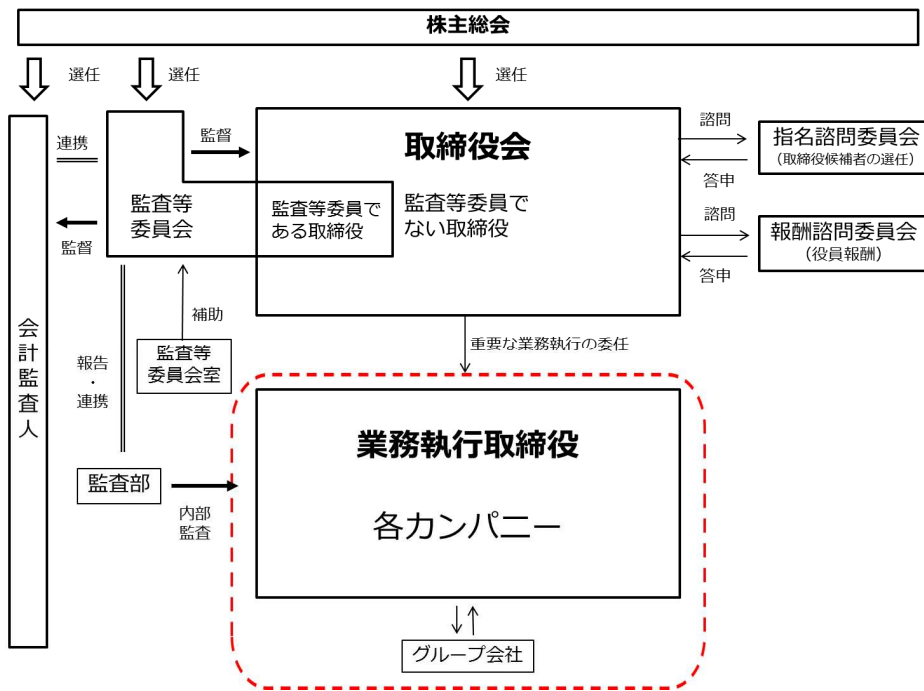 株主総会
選任
選任
選任
連携
監督
取締役会
諮問
指名諮問委員会
(取締役候補者の選任)
答申
監査等
委員会
監査等委員で
ある取締役
監査等委員で
ない取締役
監督
諮問
報酬諮問委員会
(役員報酬)
答申
会計監査人
補助
監査等
委員会室
報告
・
連携
重要な業務執行の委任
業務執行取締役
各カンパニー
監査部
内部
監査
グループ会社